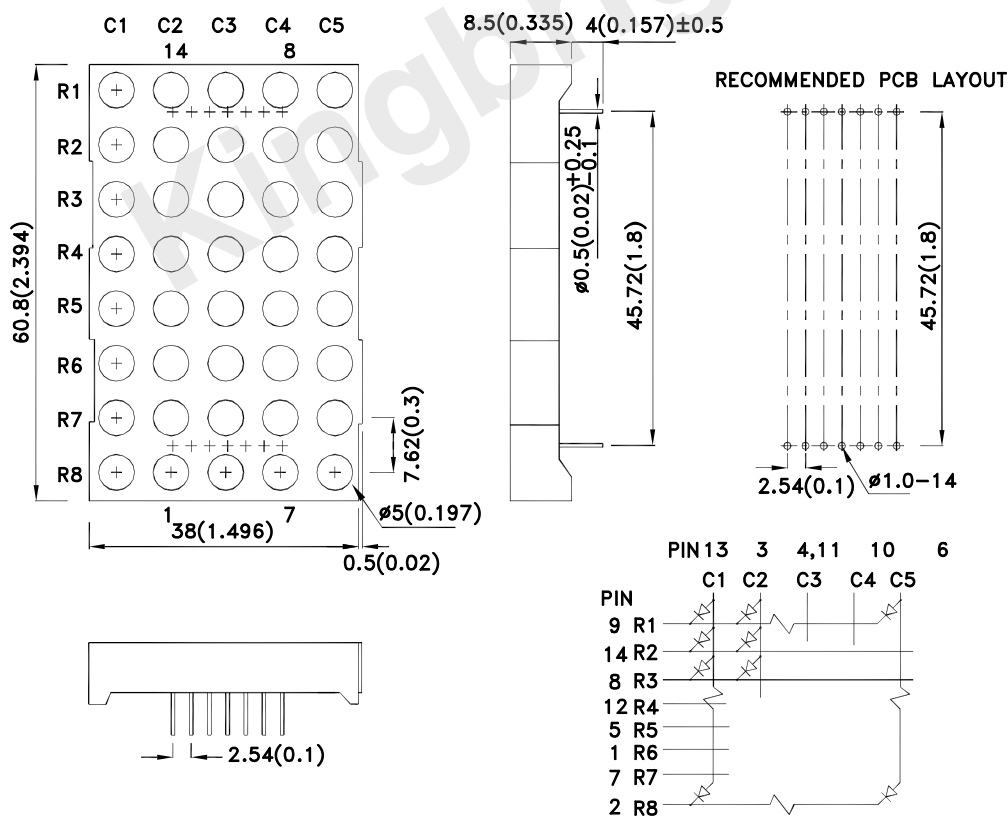 C1 C2 C3 C4 C5
14 8
R1
R2
R3
R4
R5
R6
R7
R8
1 7
60.8(2.394)
38(1.496)
0.5(0.02)
ø5(0.197)
7.62(0.3)
8.5(0.335) 4(0.157)±0.5
ø0.5(0.02)+0.25 -0.1
45.72(1.8)
RECOMMENDED PCB LAYOUT
45.72(1.8)
2.54(0.1)
ø1.0-14
2.54(0.1)
PIN 13 3 4,11 10 6
C1 C2 C3 C4 C5
PIN
9 R1
14 R2
8 R3
12 R4
5 R5
1 R6
7 R7
2 R8